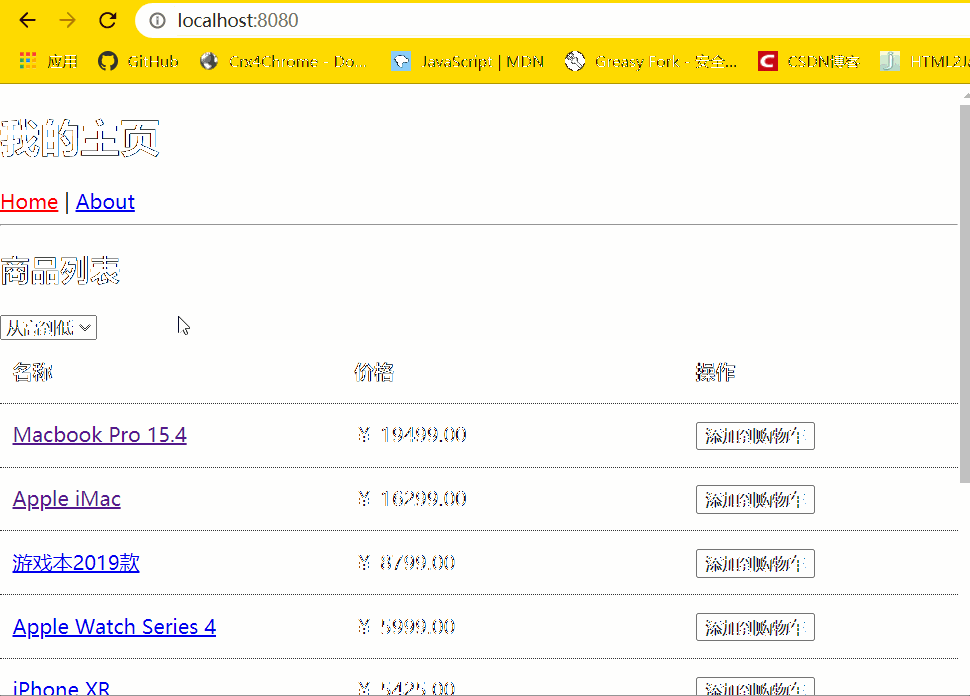 localhost:8080
应用 GitHub Crx4Chrome - Do... JavaScript | MDN Greasy Fork - 安全... CSDN博客 HTML2Ja
我的主页
Home | About
商品列表
从高到低
名称 价格 操作
Macbook Pro 15.4 ¥ 19499.00 添加到购物车
Apple iMac ¥ 16299.00 添加到购物车
游戏本2019款 ¥ 8799.00 添加到购物车
Apple Watch Series 4 ¥ 5999.00 添加到购物车
iPhone XR ¥ 5425.00 添加到购物车